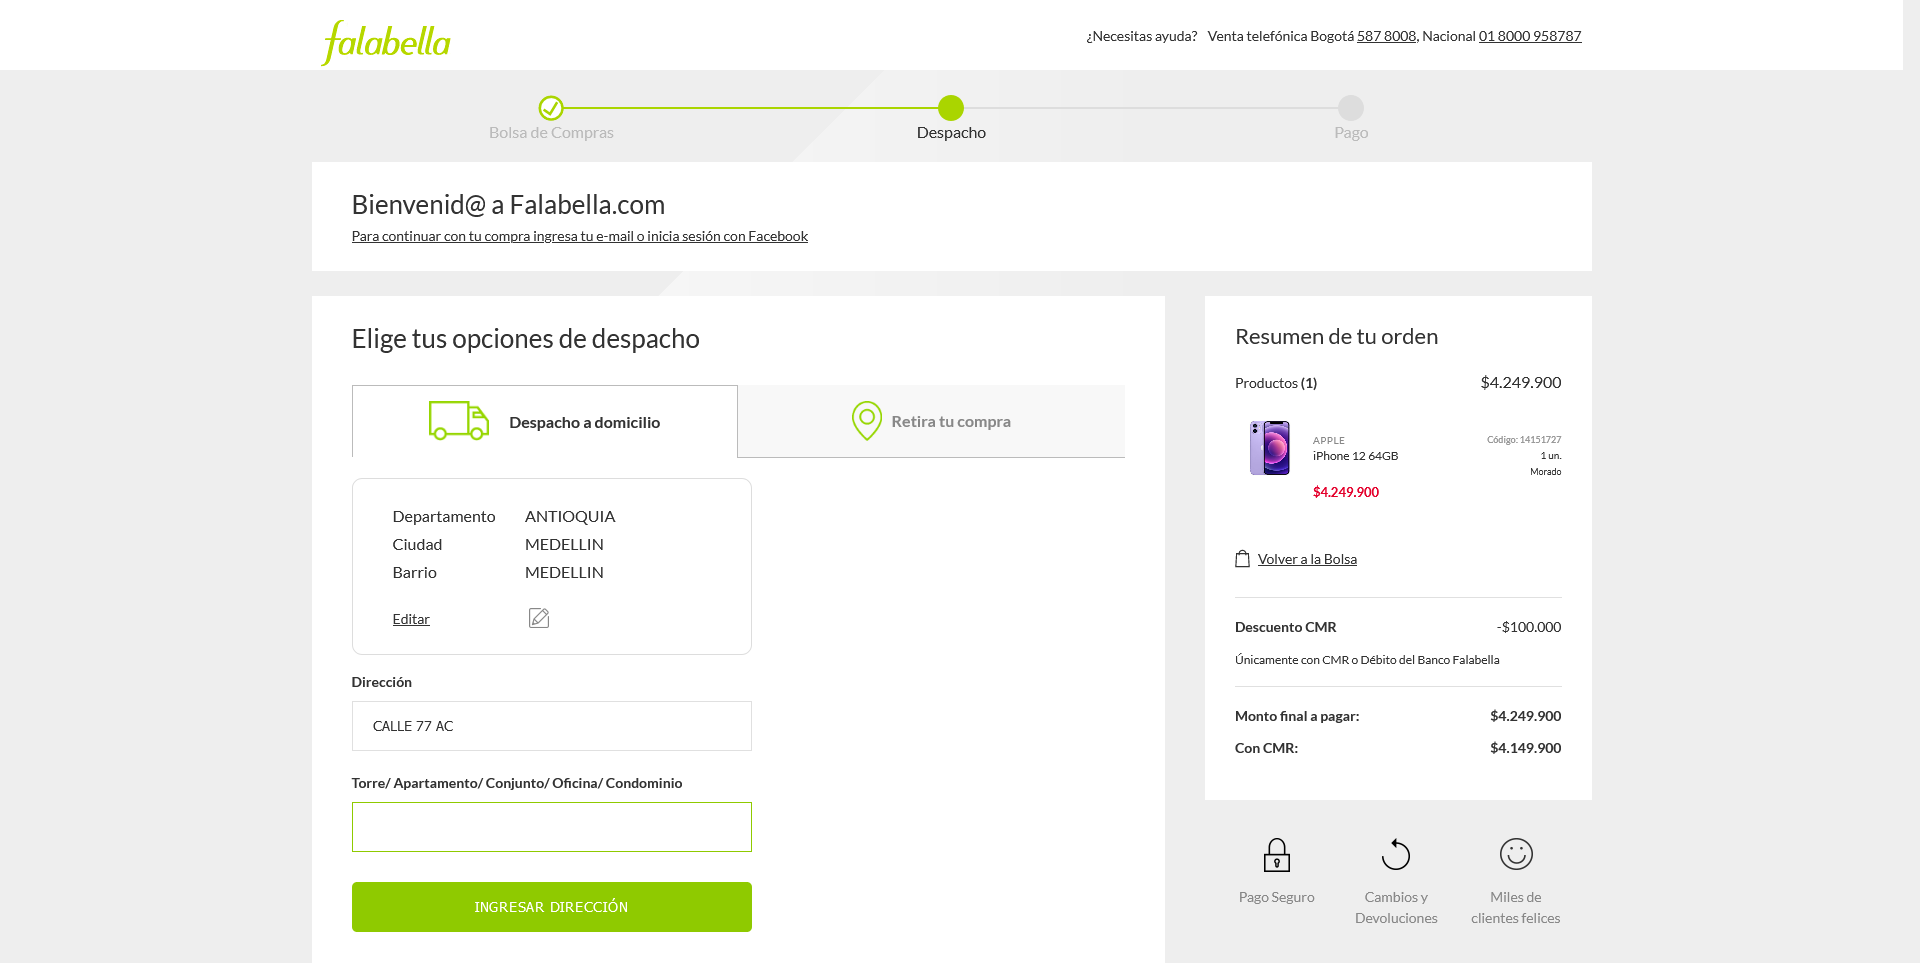 falabella
¿Necesitas ayuda? Venta telefónica Bogotá 587 8008, Nacional 01 8000 958787
Bolsa de Compras
Despacho
Pago
Bienvenid@ a Falabella.com
Para continuar con tu compra ingresa tu e-mail o inicia sesión con Facebook
Elige tus opciones de despacho
Despacho a domicilio
Retira tu compra
Departamento ANTIOQUIA
Ciudad MEDELLIN
Barrio MEDELLIN
Editar
Dirección
CALLE 77 AC
Torre/ Apartamento/ Conjunto/ Oficina/ Condominio
INGRESAR DIRECCIÓN
Resumen de tu orden
Productos (1) $4.249.900
APPLE
iPhone 12 64GB
$4.249.900
Código: 14151727
1 un.
Morado
Volver a la Bolsa
Descuento CMR -$100.000
Únicamente con CMR o Débito del Banco Falabella
Monto final a pagar: $4.249.900
Con CMR: $4.149.900
Pago Seguro
Cambios y
Devoluciones
Miles de
clientes felices